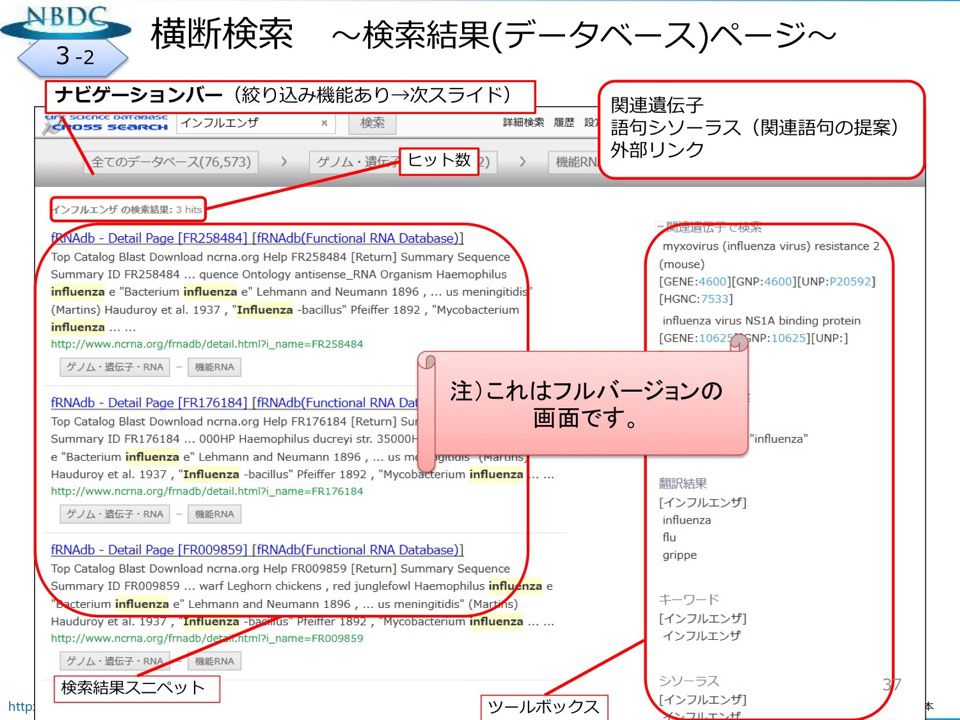 NBDC
3 -2
横断検索 ～検索結果(データベース)ページ～
ナビゲーションバー（絞り込み機能あり→次スライド）
関連遺伝子
語句シソーラス（関連語句の提案）
外部リンク
LIFE SCIENCE DATABASE
CROSS SEARCH
インフルエンザ × 検索 詳細検索 履歴
全てのデータベース(76,573) > ゲノム・遺伝子 2) > 機能RN
ヒット数
インフルエンザ の検索結果: 3 hits
fRNAdb - Detail Page [FR258484] [fRNAdb(Functional RNA Database)]
Top Catalog Blast Download ncrna.org Help FR258484 [Return] Summary Sequence
Summary ID FR258484 ... quence Ontology antisense_RNA Organism Haemophilus
influenza e "Bacterium influenza e" Lehmann and Neumann 1896 , ... us meningitidis"
(Martins) Hauduroy et al. 1937 , "Influenza -bacillus" Pfeiffer 1892 , "Mycobacterium
influenza ... ...
http://www.ncrna.org/frnadb/detail.html?i_name=FR258484
ゲノム・遺伝子・RNA － 機能RNA
fRNAdb - Detail Page [FR176184] [fRNAdb(Functional RNA Dat
Top Catalog Blast Download ncrna.org Help FR176184 [Return] Su
Summary ID FR176184 ... 000HP Haemophilus ducreyi str. 35000H
e "Bacterium influenza e" Lehmann and Neumann 1896 , ... us meningitidis" (Martins)
Hauduroy et al. 1937 , "Influenza -bacillus" Pfeiffer 1892 , "Mycobacterium influenza ... ...
http://www.ncrna.org/frnadb/detail.html?i_name=FR176184
ゲノム・遺伝子・RNA － 機能RNA
fRNAdb - Detail Page [FR009859] [fRNAdb(Functional RNA Database)]
Top Catalog Blast Download ncrna.org Help FR009859 [Return] Summary Sequence
Summary ID FR009859 ... warf Leghorn chickens , red junglefowl Haemophilus influenza e
"Bacterium influenza e" Lehmann and Neumann 1896 , ... us meningitidis" (Martins)
Hauduroy et al. 1937 , "Influenza -bacillus" Pfeiffer 1892 , "Mycobacterium influenza ... ...
http://www.ncrna.org/frnadb/detail.html?i_name=FR009859
ゲノム・遺伝子・RNA － 機能RNA
検索結果スニペット
関連遺伝子で検索
myxovirus (influenza virus) resistance 2
(mouse)
[GENE:4600][GNP:4600][UNP:P20592]
[HGNC:7533]
influenza virus NS1A binding protein
[GENE:10625][GNP:10625][UNP:]
注）これはフルバージョンの
画面です。
"influenza"
翻訳結果
[インフルエンザ]
influenza
flu
grippe
キーワード
[インフルエンザ]
インフルエンザ
シソーラス
[インフルエンザ]
インフルエンザ
ツールボックス
37
http:
本